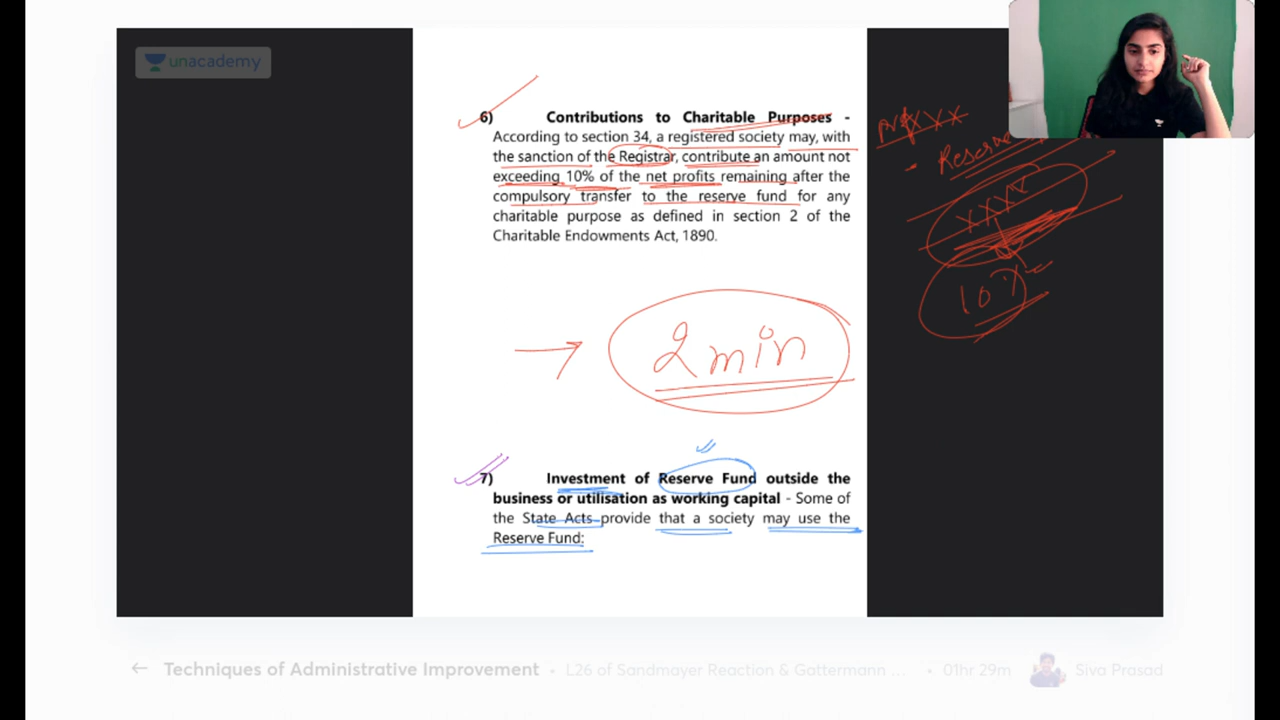 unacademy
6) Contributions to Charitable Purposes -
According to section 34, a registered society may, with
the sanction of the Registrar, contribute an amount not
exceeding 10% of the net profits remaining after the
compulsory transfer to the reserve fund for any
charitable purpose as defined in section 2 of the
Charitable Endowments Act, 1890.
XXX
Reserve
XXXX
10%
2min
7) Investment of Reserve Fund outside the
business or utilisation as working capital - Some of
the State Acts provide that a society may use the
Reserve Fund:
← Techniques of Administrative Improvement • L26 of Sandmayer Reaction & Gattermann ... • 01hr 29m Siva Prasad